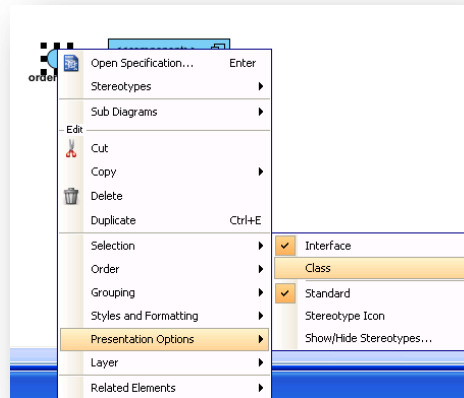 order
Open Specification... Enter
Stereotypes
Sub Diagrams
Edit
Cut
Copy
Delete
Duplicate Ctrl+E
Selection
Order
Grouping
Styles and Formatting
Presentation Options
Layer
Related Elements
Interface
Class
Standard
Stereotype Icon
Show/Hide Stereotypes...